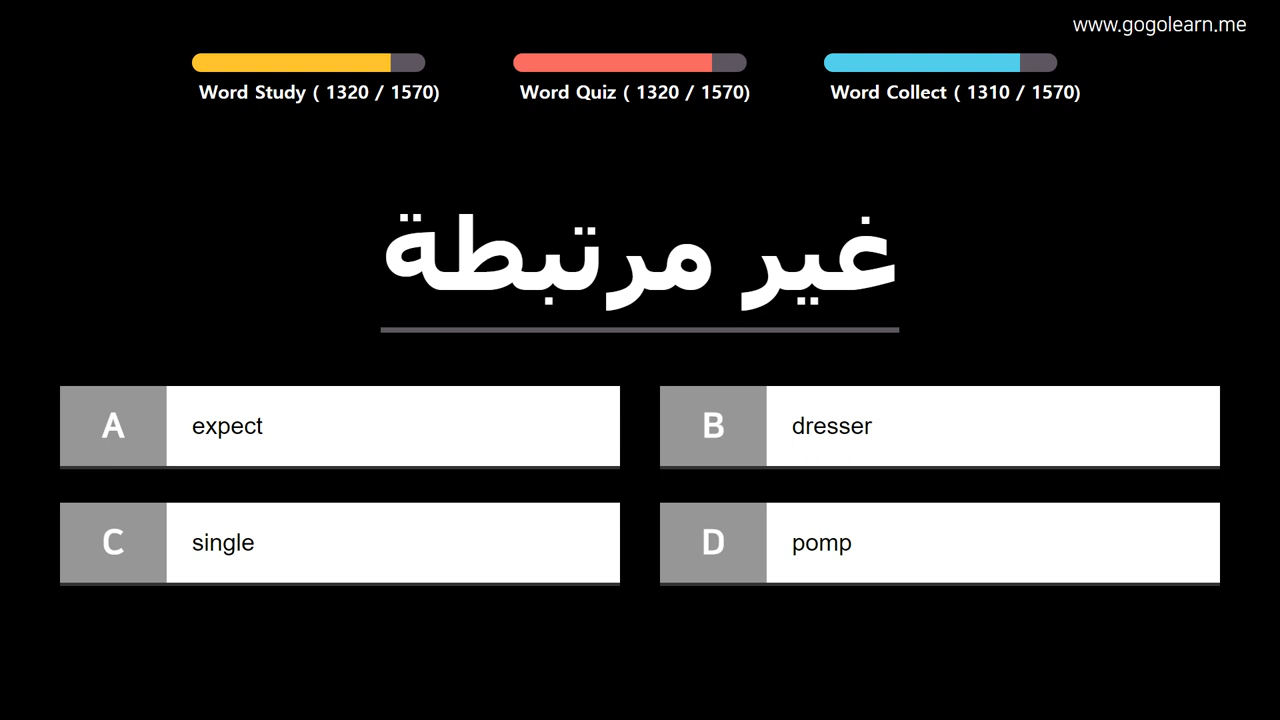 www.gogolearn.me
Word Study ( 1320 / 1570)
Word Quiz ( 1320 / 1570)
Word Collect ( 1310 / 1570)
غير مرتبطة
A expect
B dresser
C single
D pomp